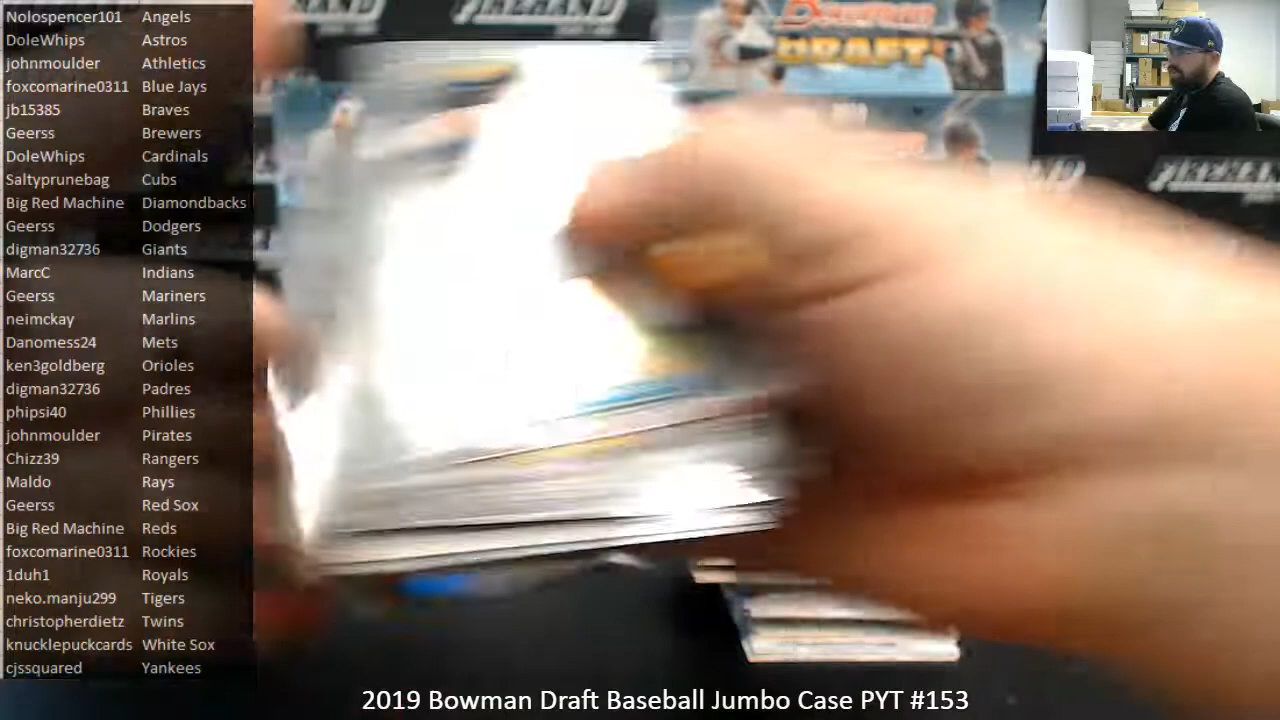 Nolospencer101 Angels
DoleWhips Astros
johnmoulder Athletics
foxcomarine0311 Blue Jays
jb15385 Braves
Geerss Brewers
DoleWhips Cardinals
Saltyprunebag Cubs
Big Red Machine Diamondbacks
Geerss Dodgers
digman32736 Giants
MarcC Indians
Geerss Mariners
neimckay Marlins
Danomess24 Mets
ken3goldberg Orioles
digman32736 Padres
phipsi40 Phillies
johnmoulder Pirates
Chizz39 Rangers
Maldo Rays
Geerss Red Sox
Big Red Machine Reds
foxcomarine0311 Rockies
1duh1 Royals
neko.manju299 Tigers
christopherdietz Twins
knucklepuckcards White Sox
cjssquared Yankees
FIREHAND
Bowman
DRAFT
2019 Bowman Draft Baseball Jumbo Case PYT #153